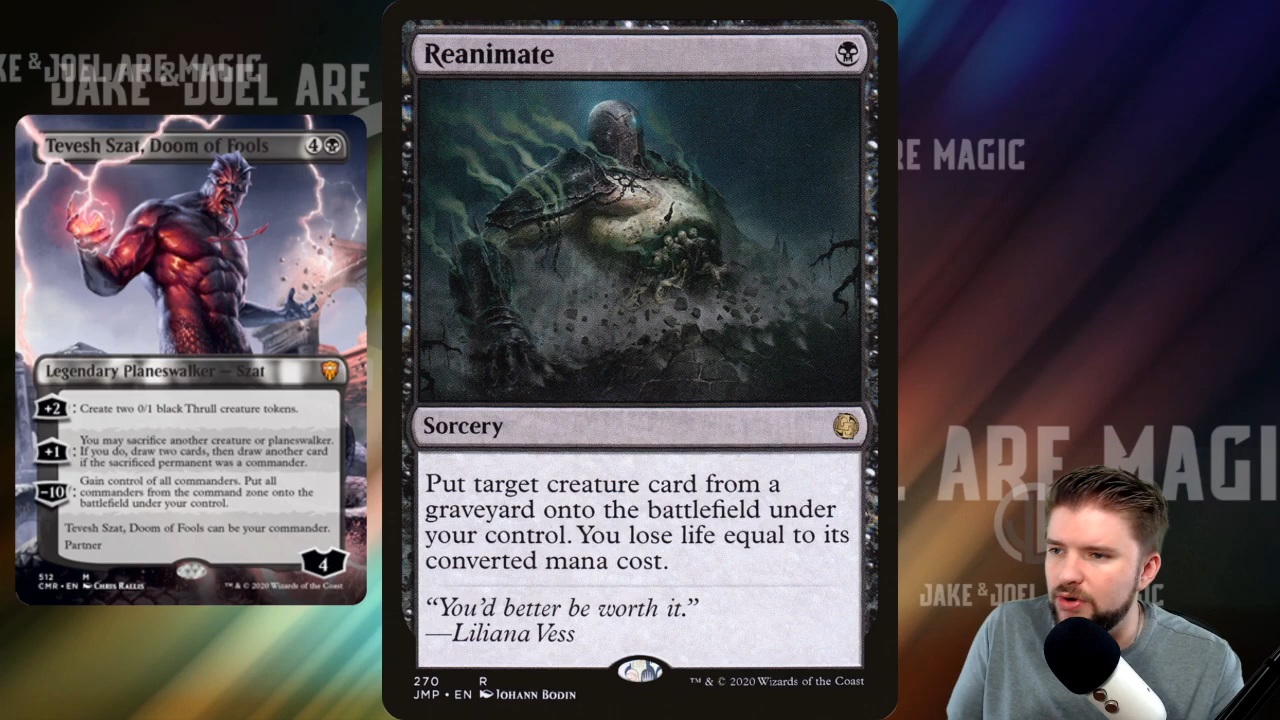 KE & JOEL ARE MAGIC
JAKE & JOEL ARE
Tevesh Szat, Doom of Fools 4
Legendary Planeswalker — Szat
+2 : Create two 0/1 black Thrull creature tokens.
You may sacrifice another creature or planeswalker.
+1 : If you do, draw two cards, then draw another card
if the sacrificed permanent was a commander.
Gain control of all commanders. Put all
-10 : commanders from the command zone onto the
battlefield under your control.
Tevesh Szat, Doom of Fools can be your commander.
Partner
4
512 M
CMR • EN Chris Rallis
™ & © 2020 Wizards of the Coast
Reanimate
Sorcery
Put target creature card from a
graveyard onto the battlefield under
your control. You lose life equal to its
converted mana cost.
“You’d better be worth it.”
—Liliana Vess
270 R
JMP • EN Johann Bodin
™ & © 2020 Wizards of the Coast
RE MAGIC
ARE MAGI
JAKE & JOEL